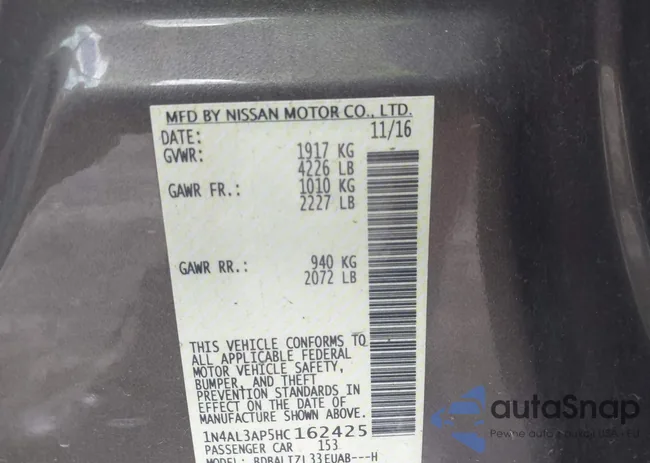 MFD BY NISSAN MOTOR CO., LTD.
DATE: 11/16
GVWR: 1917 KG
4226 LB
GAWR FR.: 1010 KG
2227 LB
GAWR RR.: 940 KG
2072 LB
THIS VEHICLE CONFORMS TO
ALL APPLICABLE FEDERAL
MOTOR VEHICLE SAFETY,
BUMPER, AND THEFT
PREVENTION STANDARDS IN
EFFECT ON THE DATE OF
MANUFACTURE SHOWN ABOVE.
1N4AL3AP5HC162425
PASSENGER CAR 153
MODEL: BDBALTZL33EUAB---H
autoSnap